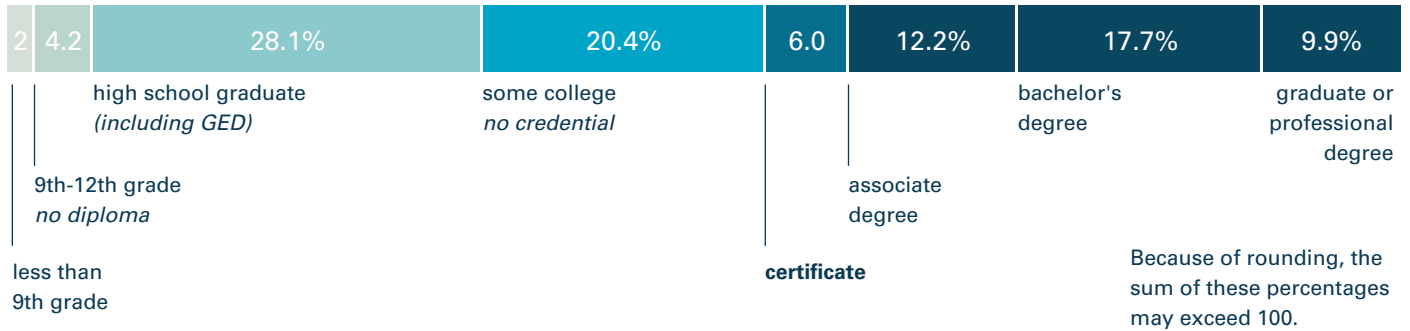 2 4.2 28.1% 20.4% 6.0 12.2% 17.7% 9.9%
high school graduate
(including GED)
some college
no credential
bachelor's
degree
graduate or
professional
degree
9th-12th grade
no diploma
associate
degree
less than
9th grade
certificate
Because of rounding, the
sum of these percentages
may exceed 100.